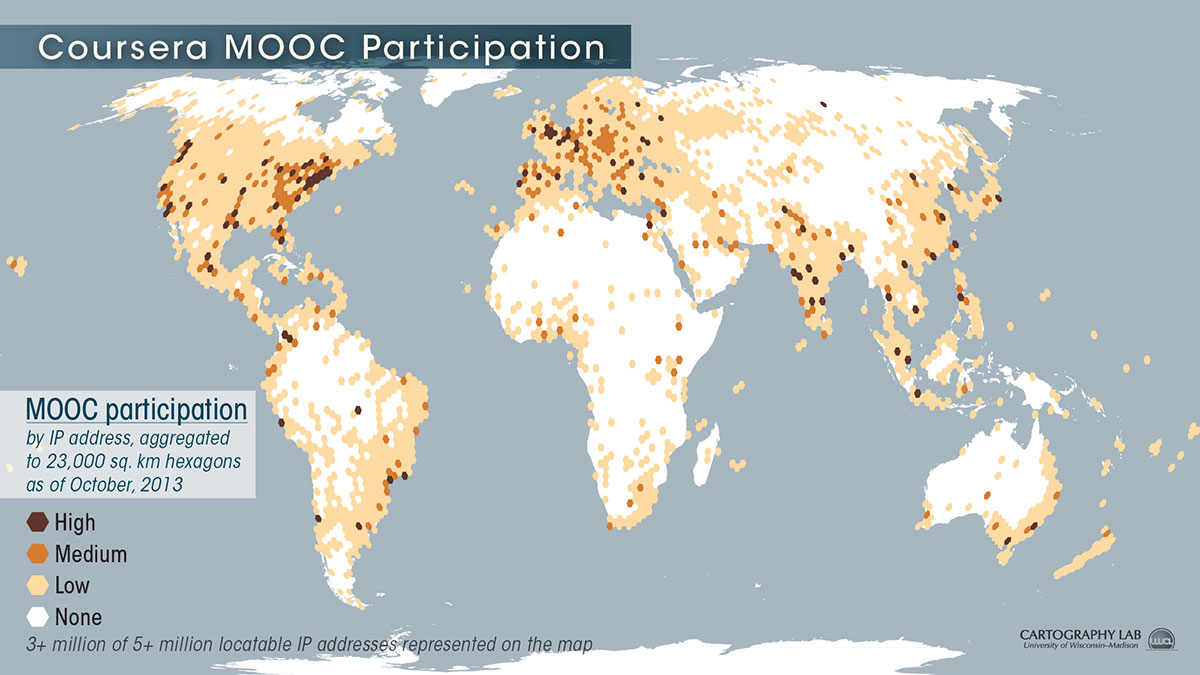 Coursera MOOC Participation
MOOC participation
by IP address, aggregated
to 23,000 sq. km hexagons
as of October, 2013
High
Medium
Low
None
3+ million of 5+ million locatable IP addresses represented on the map
CARTOGRAPHY LAB
University of Wisconsin–Madison